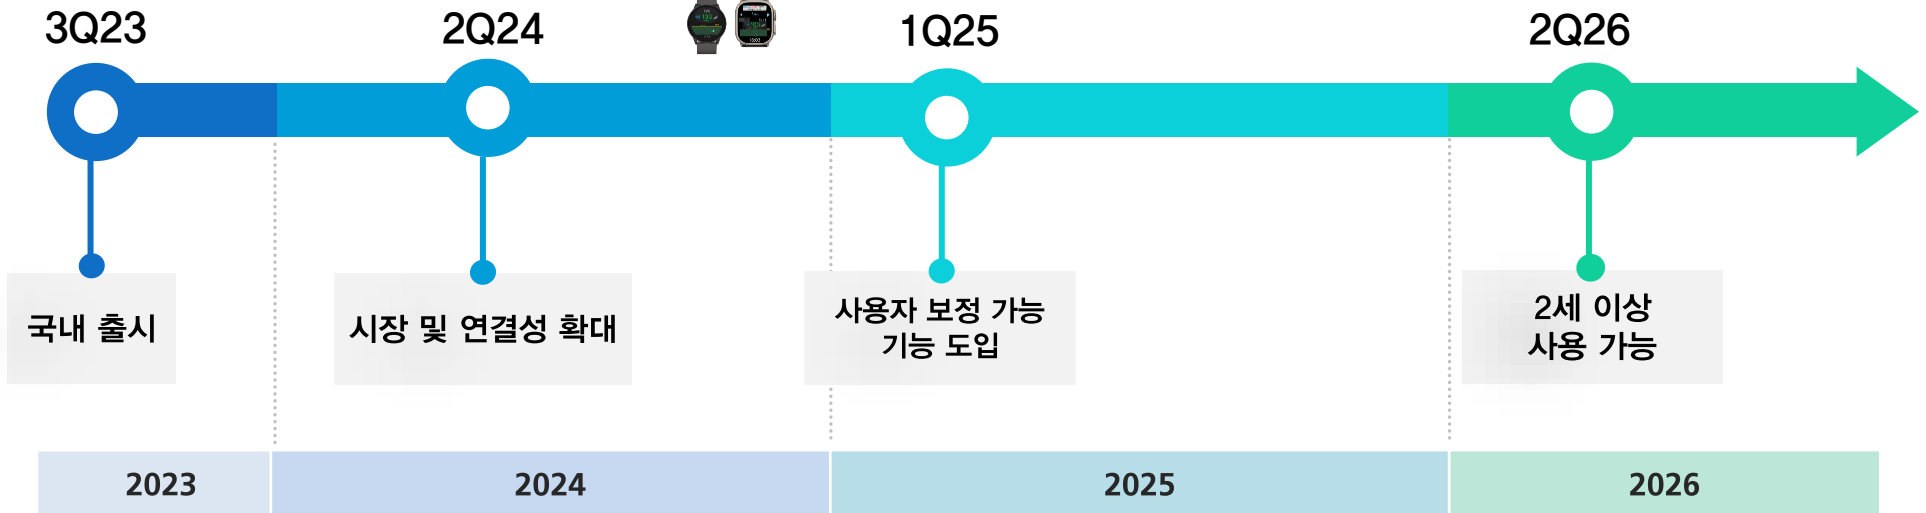 3Q23
2Q24
1Q25
2Q26
국내 출시
시장 및 연결성 확대
사용자 보정 가능
기능 도입
2세 이상
사용 가능
2023
2024
2025
2026